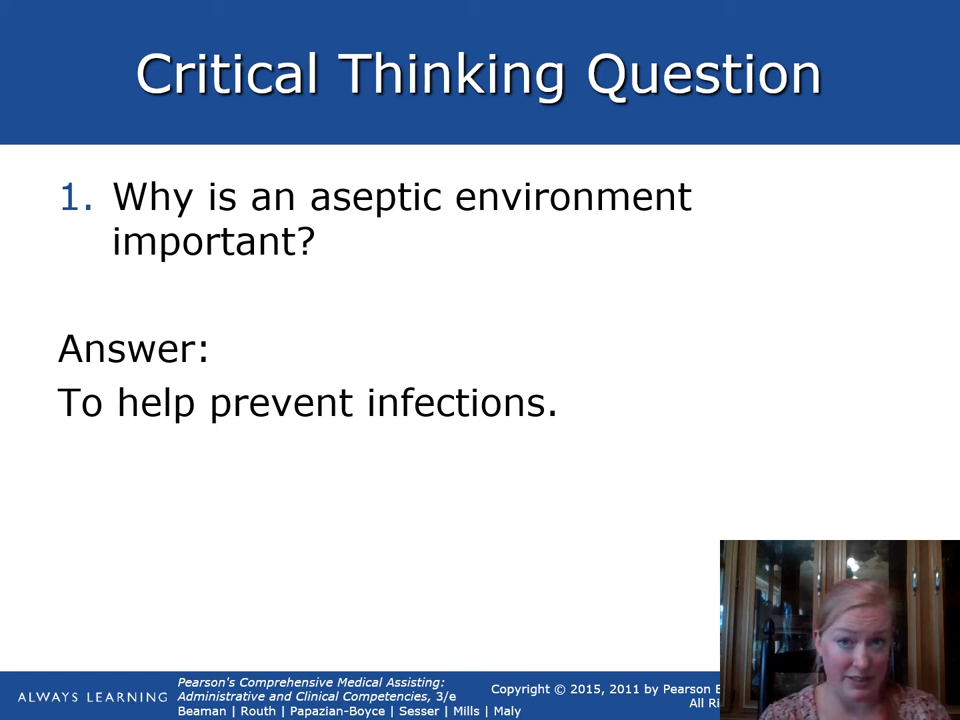 Critical Thinking Question
1. Why is an aseptic environment
important?
Answer:
To help prevent infections.
ALWAYS LEARNING
Pearson's Comprehensive Medical Assisting:
Administrative and Clinical Competencies, 3/e
Beaman | Routh | Papazian-Boyce | Sesser | Mills | Maly
Copyright © 2015, 2011 by Pearson
All